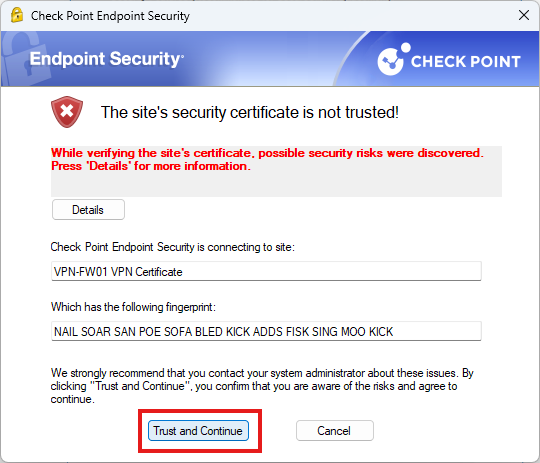 Check Point Endpoint Security
Endpoint Security®
CHECK POINT
The site's security certificate is not trusted!
While verifying the site's certificate, possible security risks were discovered.
Press 'Details' for more information.
Details
Check Point Endpoint Security is connecting to site:
VPN-FW01 VPN Certificate
Which has the following fingerprint:
NAIL SOAR SAN POE SOFA BLED KICK ADDS FISK SING MOO KICK
We strongly recommend that you contact your system administrator about these issues. By
clicking "Trust and Continue", you confirm that you are aware of the risks and agree to
continue.
Trust and Continue
Cancel